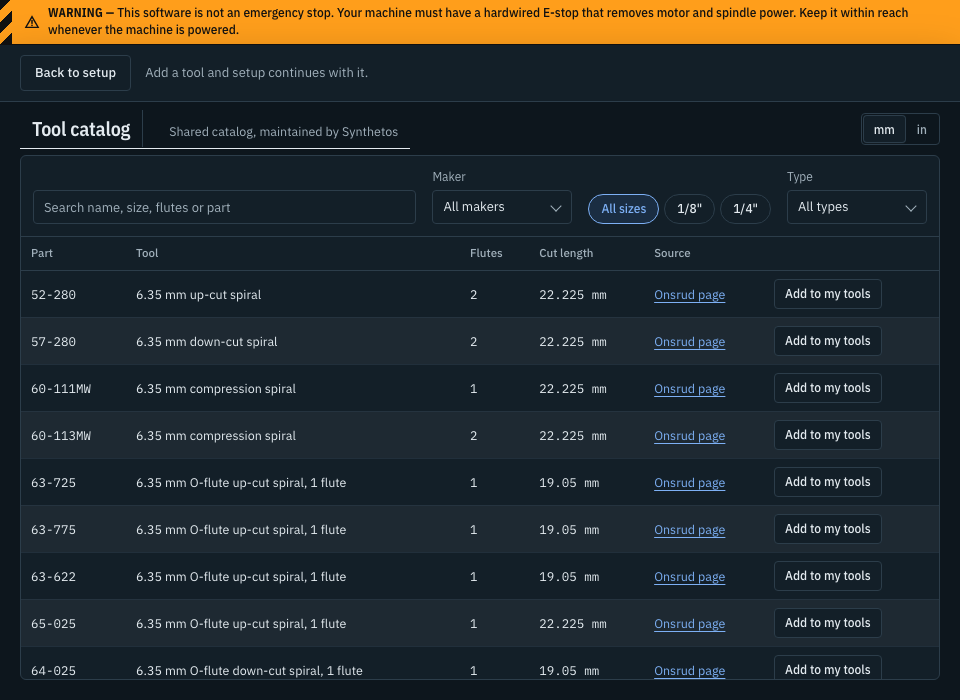 WARNING — This software is not an emergency stop. Your machine must have a hardwired E-stop that removes motor and spindle power. Keep it within reach
whenever the machine is powered.
Back to setup Add a tool and setup continues with it.
Tool catalog Shared catalog, maintained by Synthetos mm in
Maker Type
Search name, size, flutes or part All makers All sizes 1/8" 1/4" All types
Part Tool Flutes Cut length Source
52-280 6.35 mm up-cut spiral 2 22.225 mm Onsrud page Add to my tools
57-280 6.35 mm down-cut spiral 2 22.225 mm Onsrud page Add to my tools
60-111MW 6.35 mm compression spiral 1 22.225 mm Onsrud page Add to my tools
60-113MW 6.35 mm compression spiral 2 22.225 mm Onsrud page Add to my tools
63-725 6.35 mm O-flute up-cut spiral, 1 flute 1 19.05 mm Onsrud page Add to my tools
63-775 6.35 mm O-flute up-cut spiral, 1 flute 1 19.05 mm Onsrud page Add to my tools
63-622 6.35 mm O-flute up-cut spiral, 1 flute 1 19.05 mm Onsrud page Add to my tools
65-025 6.35 mm O-flute up-cut spiral, 1 flute 1 22.225 mm Onsrud page Add to my tools
64-025 6.35 mm O-flute down-cut spiral, 1 flute 1 19.05 mm Onsrud page Add to my tools